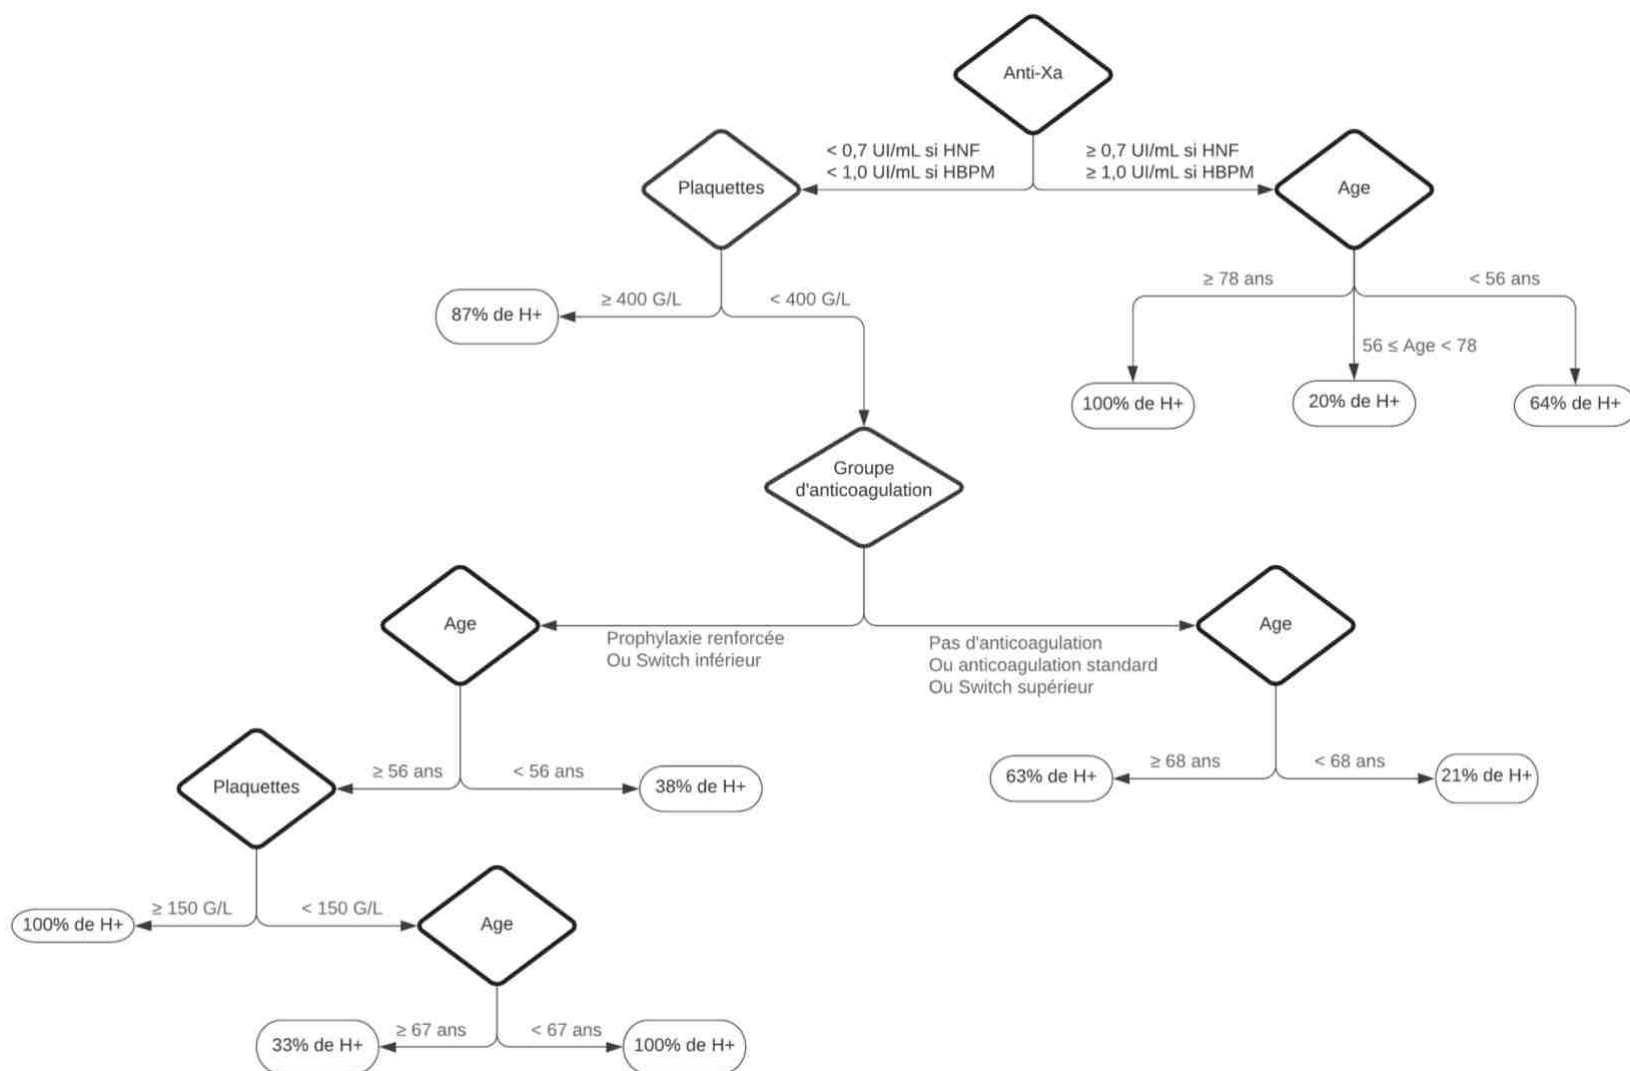 Anti-Xa
< 0,7 UI/mL si HNF
< 1,0 UI/mL si HBPM
≥ 0,7 UI/mL si HNF
≥ 1,0 UI/mL si HBPM
Plaquettes
Age
≥ 400 G/L
< 400 G/L
87% de H+
≥ 78 ans
< 56 ans
56 ≤ Age < 78
100% de H+
20% de H+
64% de H+
Groupe
d'anticoagulation
Age
Prophylaxie renforcée
Ou Switch inférieur
Pas d'anticoagulation
Ou anticoagulation standard
Ou Switch supérieur
Age
Plaquettes
≥ 56 ans
< 56 ans
38% de H+
63% de H+
≥ 68 ans
< 68 ans
21% de H+
100% de H+
≥ 150 G/L
< 150 G/L
Age
33% de H+
≥ 67 ans
< 67 ans
100% de H+